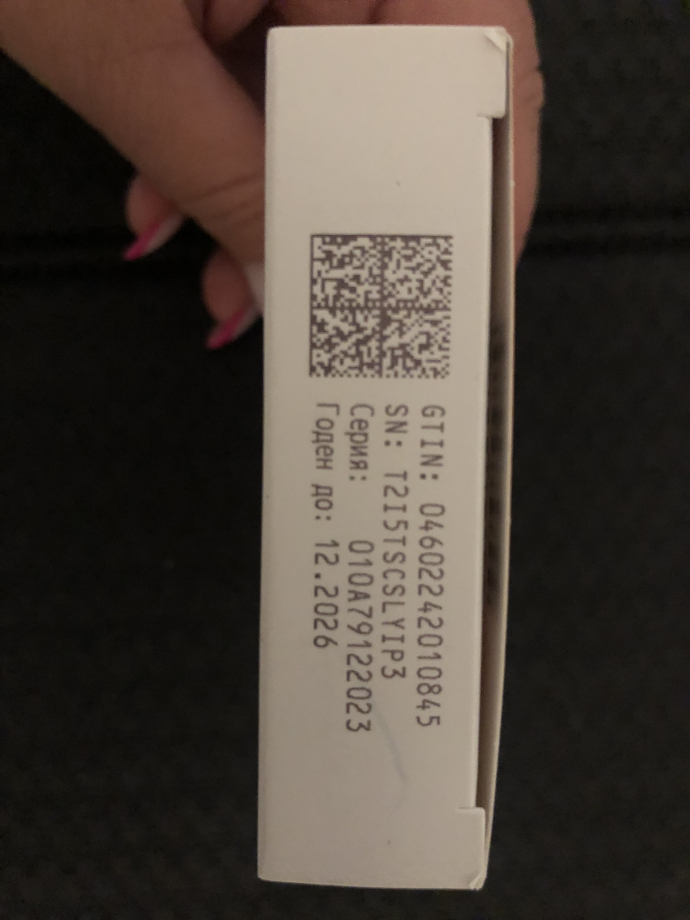 GTIN: 04602242010845
SN: T2I5TSCSLYIP3
Серия: 010A79122023
Годен до: 12.2026